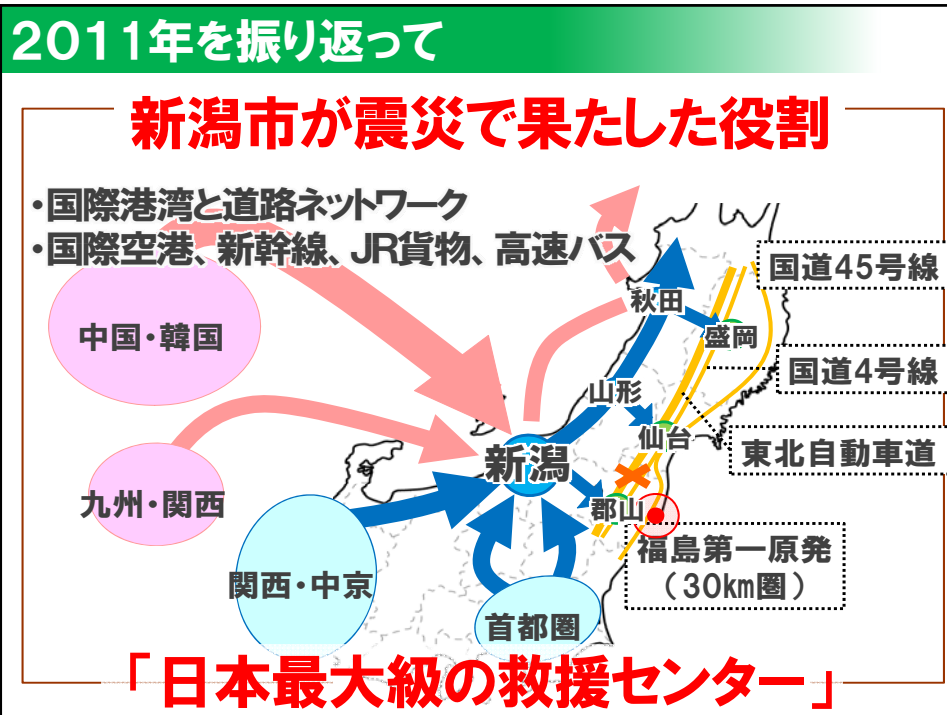 ２０１１年を振り返って
新潟市が震災で果たした役割
・国際港湾と道路ネットワーク
・国際空港、新幹線、JR貨物、高速バス
国道45号線
秋田
盛岡
中国・韓国
国道4号線
山形
仙台
東北自動車道
新潟
九州・関西
郡山
福島第一原発
（30km圏）
関西・中京
首都圏
「日本最大級の救援センター」